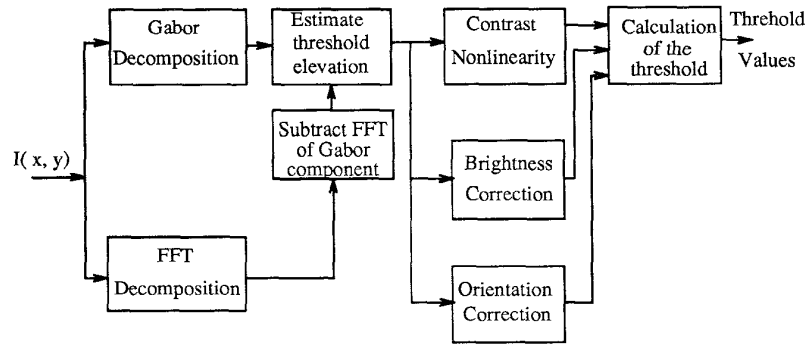 Gabor
Decomposition
Estimate
threshold
elevation
Contrast
Nonlinearity
Calculation
of the
threshold
Threhold
Values
Subtract FFT
of Gabor
component
I( x, y)
Brightness
Correction
FFT
Decomposition
Orientation
Correction